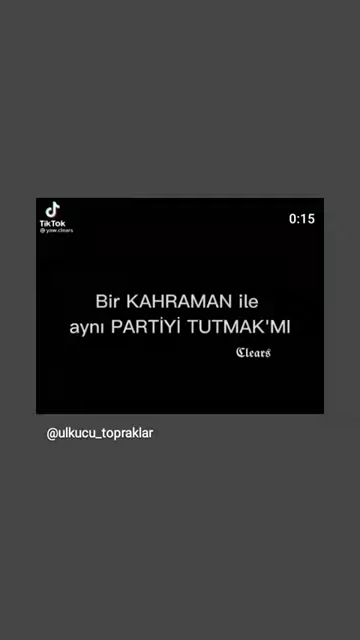 TikTok
@yaw.clears
0:15
Bir KAHRAMAN ile
aynı PARTİYİ TUTMAK'MI
Clears
@ulkucu_topraklar